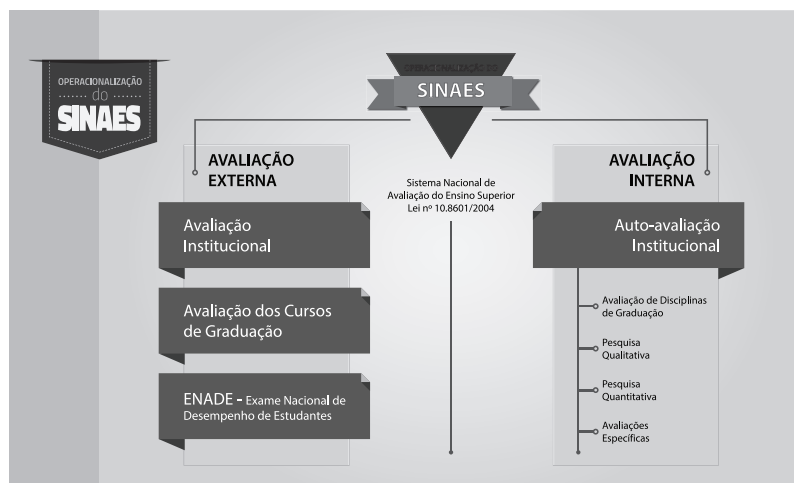 OPERACIONALIZAÇÃO
do
SINAES
OPERACIONALIZAÇÃO DO
SINAES
Sistema Nacional de
Avaliação do Ensino Superior
Lei nº 10.8601/2004
AVALIAÇÃO
EXTERNA
Avaliação
Institucional
Avaliação dos Cursos
de Graduação
ENADE - Exame Nacional de
Desempenho de Estudantes
AVALIAÇÃO
INTERNA
Auto-avaliação
Institucional
Avaliação de Disciplinas
de Graduação
Pesquisa
Qualitativa
Pesquisa
Quantitativa
Avaliações
Específicas